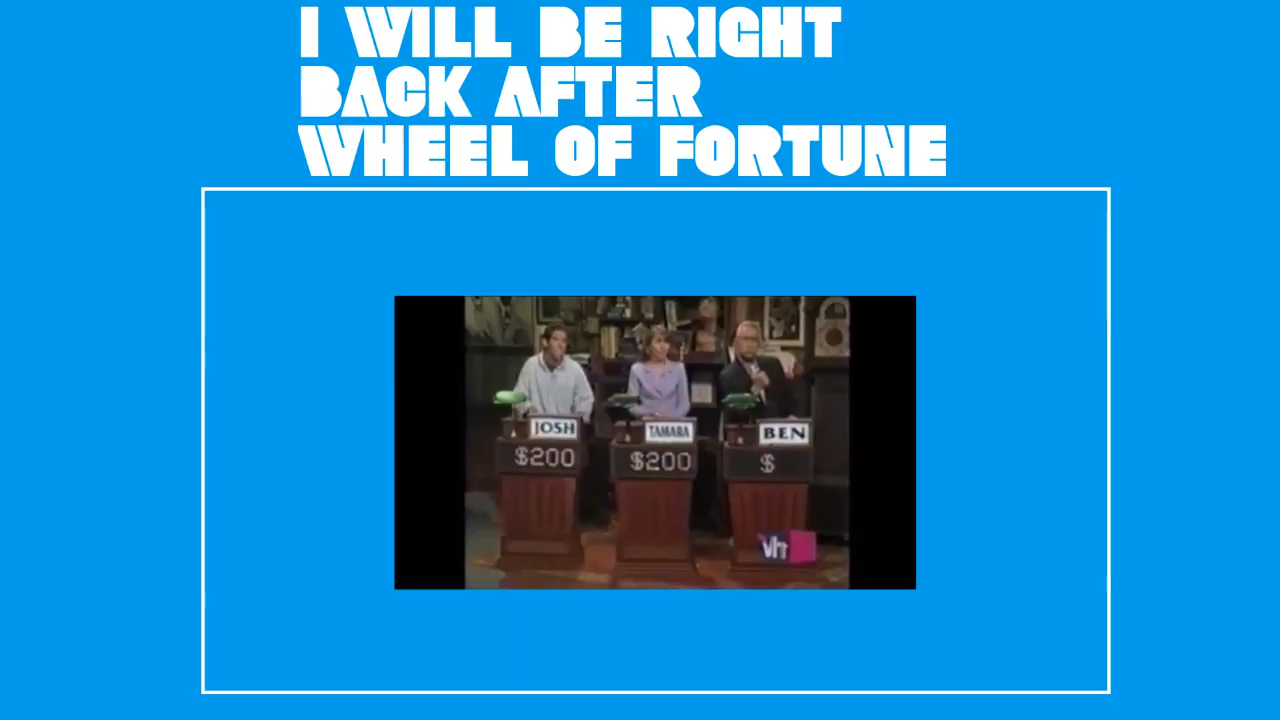 I WILL BE RIGHT
BACK AFTER
WHEEL OF FORTUNE
JOSH
TAMARA
BEN
$200
$200
$
vh1